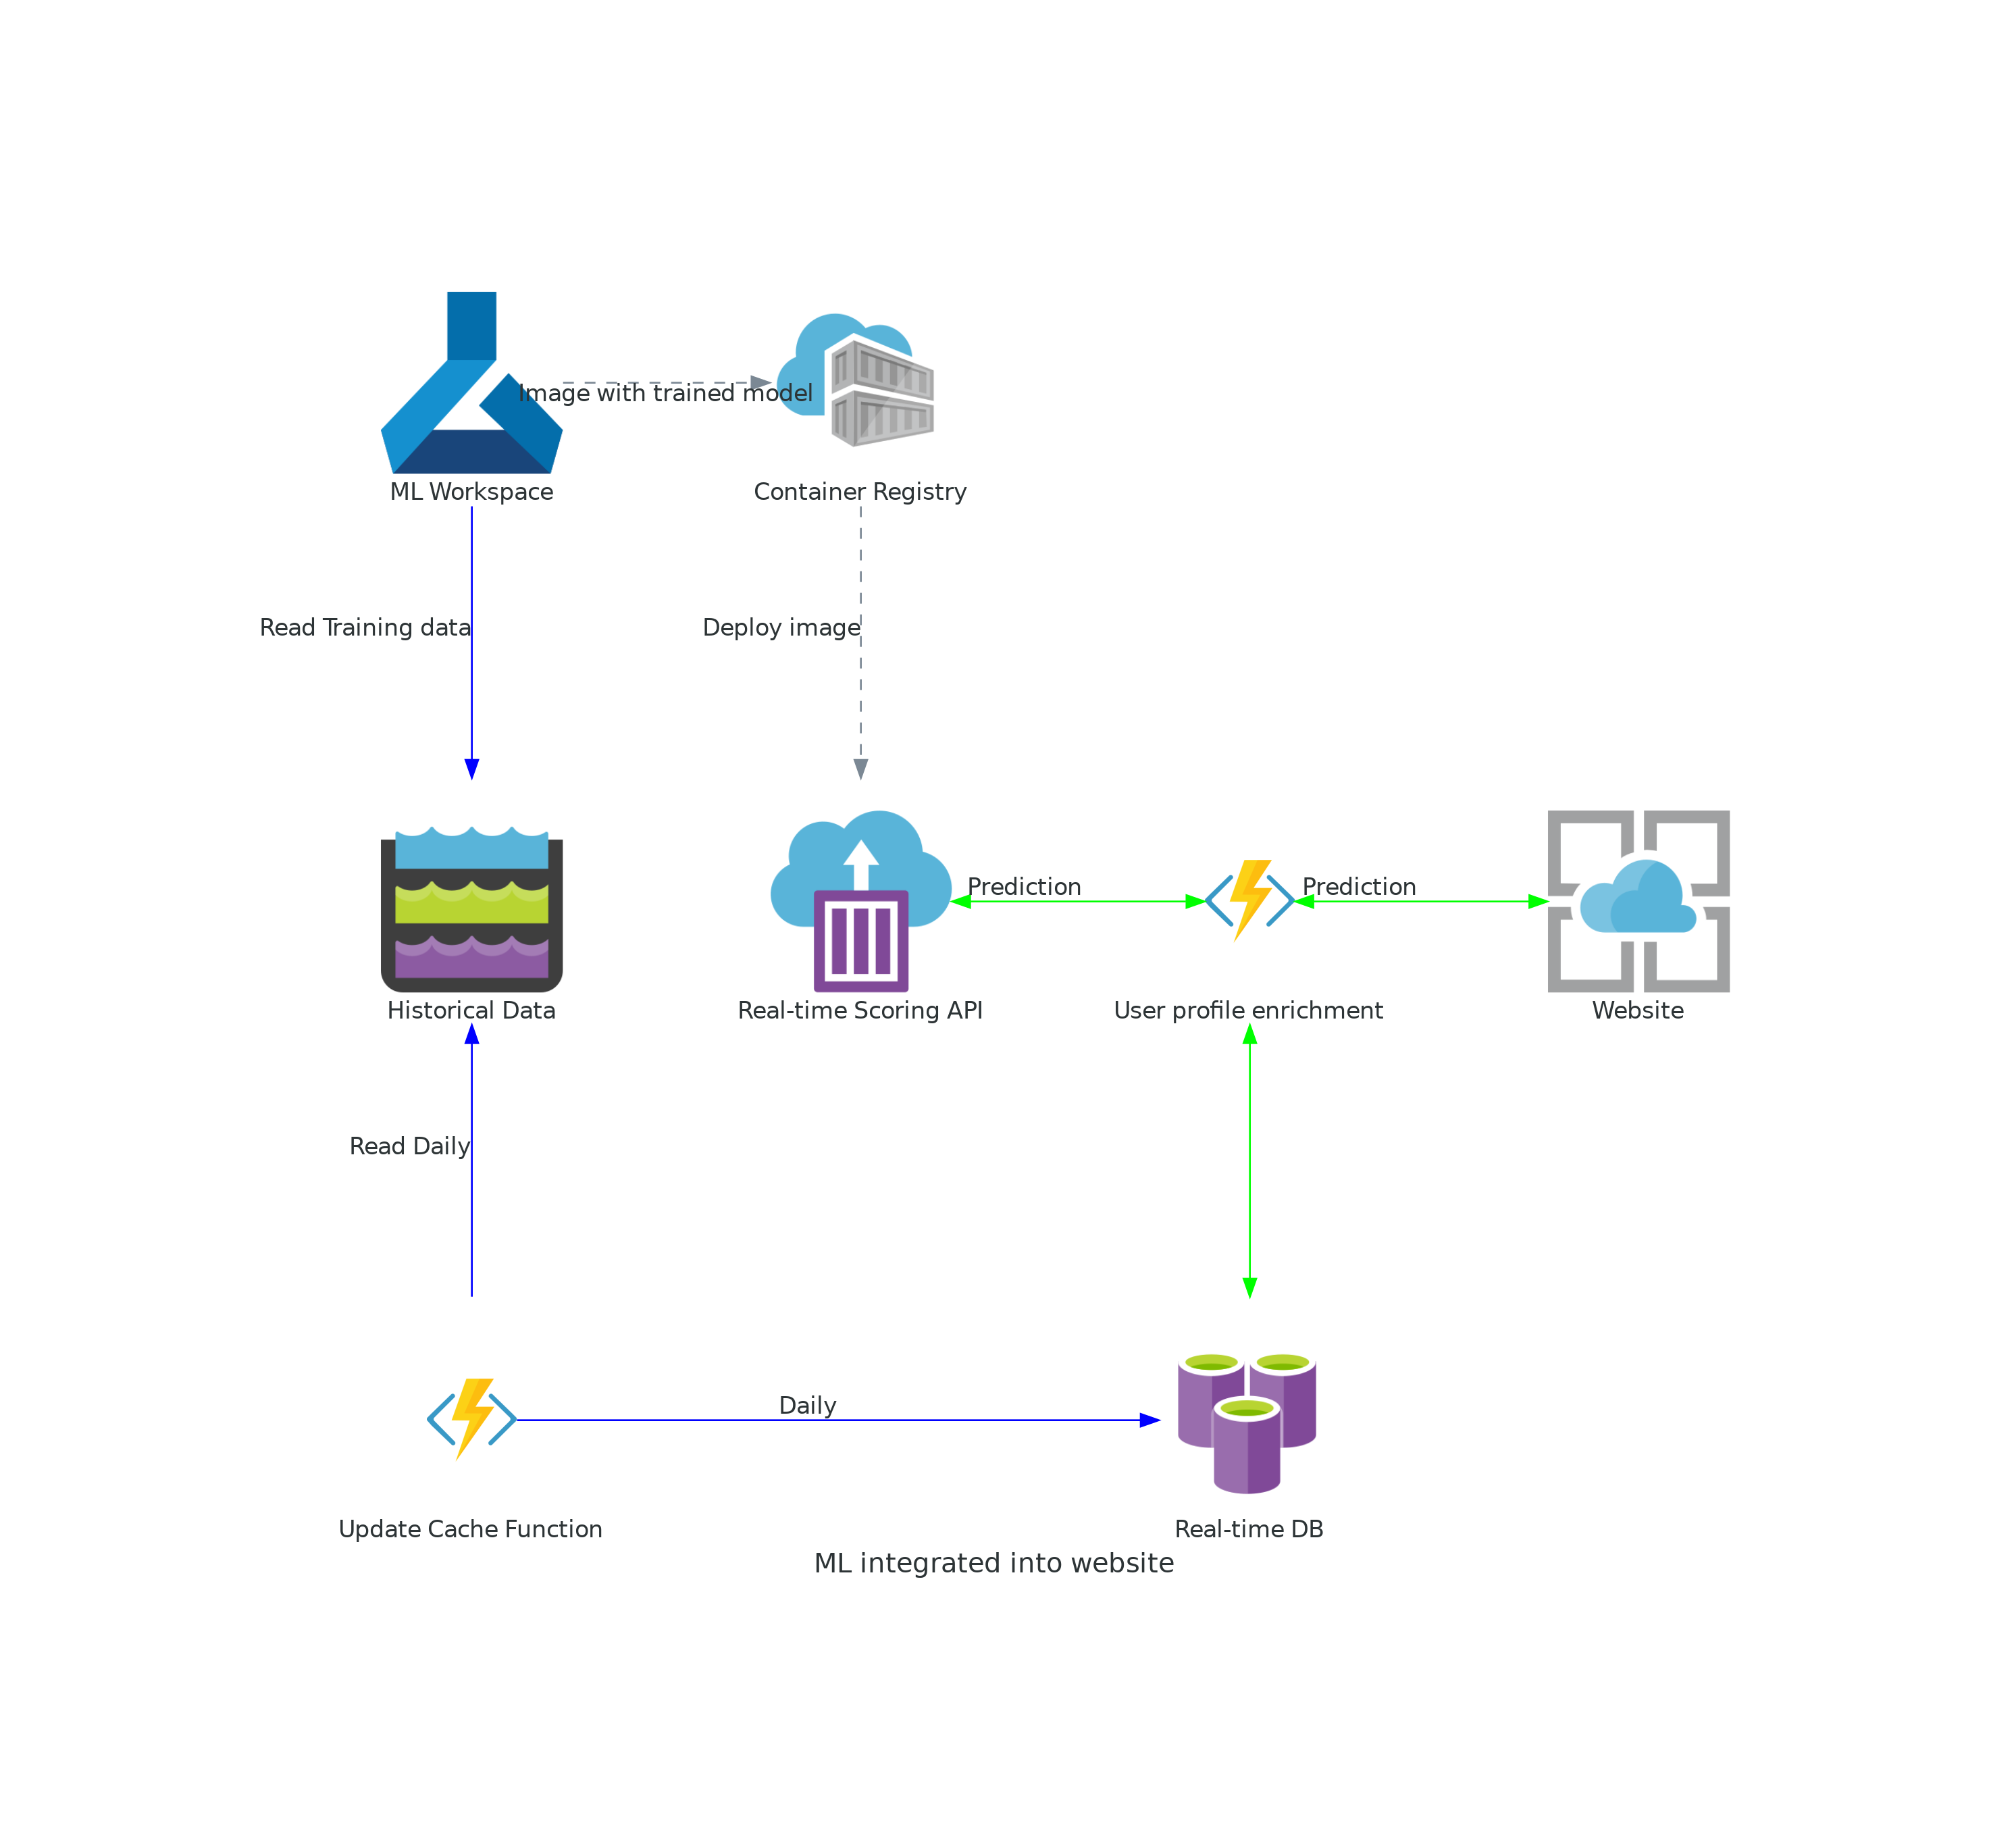 Image with trained model
ML Workspace
Container Registry
Read Training data
Deploy image
Prediction
Prediction
Historical Data
Real-time Scoring API
User profile enrichment
Website
Read Daily
Daily
Update Cache Function
Real-time DB
ML integrated into website